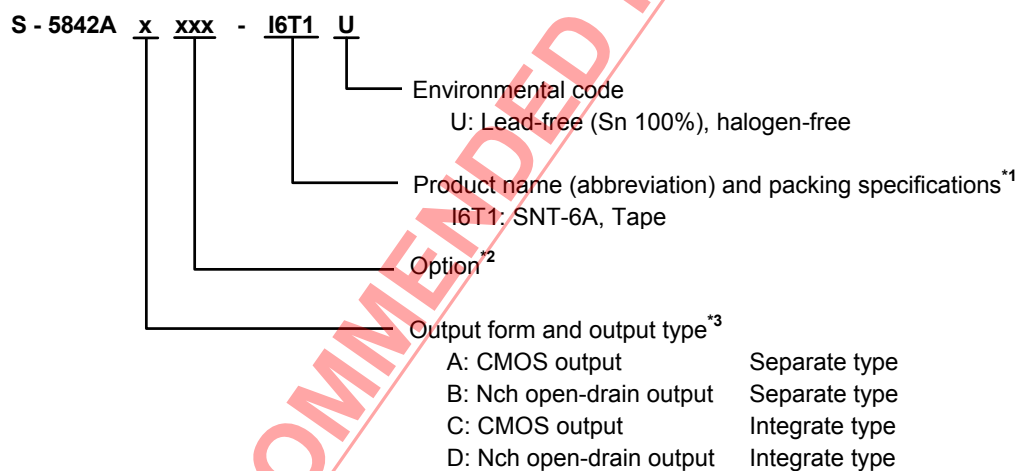 S - 5842A x xxx - I6T1 U
Environmental code
U: Lead-free (Sn 100%), halogen-free
Product name (abbreviation) and packing specifications*1
I6T1: SNT-6A, Tape
Option*2
Output form and output type*3
A: CMOS output Separate type
B: Nch open-drain output Separate type
C: CMOS output Integrate type
D: Nch open-drain output Integrate type
OMMENDED